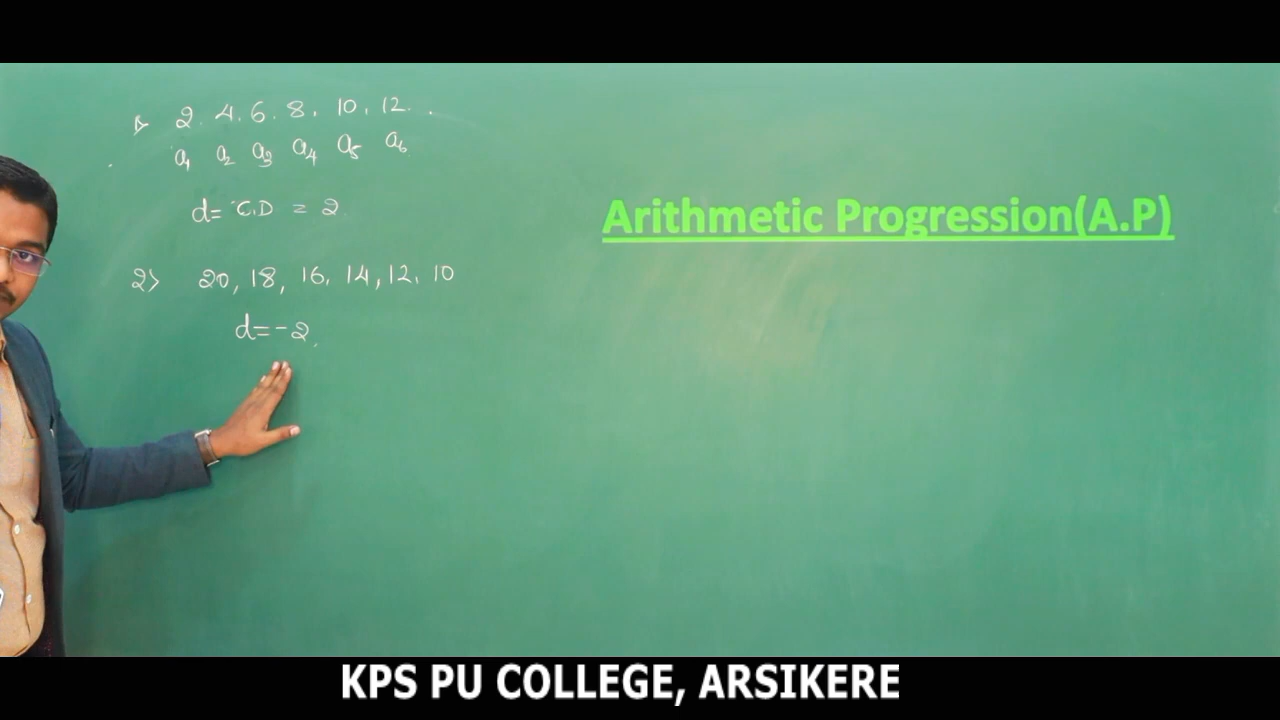 1> 2. 4. 6. 8. 10. 12. .
a1 a2 a3 a4 a5 a6
d= C.D = 2
2> 20, 18, 16, 14, 12, 10
d=-2
Arithmetic Progression(A.P)
KPS PU COLLEGE, ARSIKERE